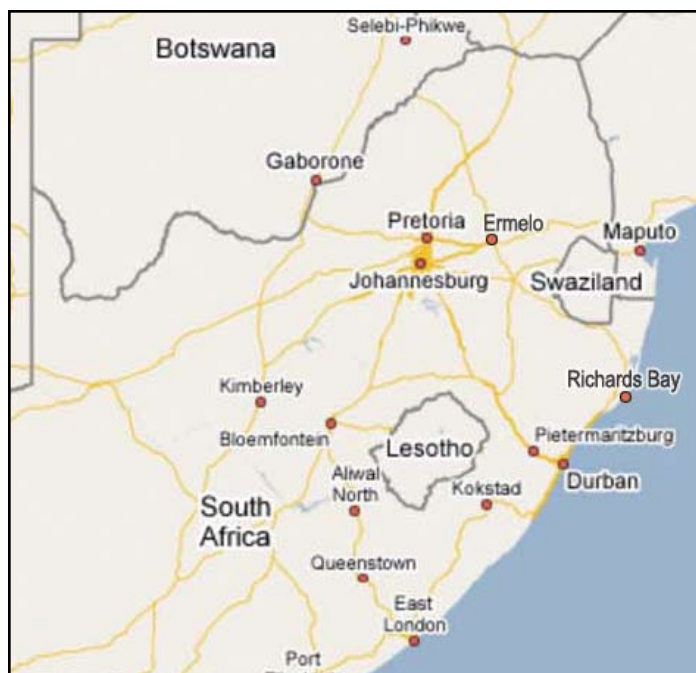 Selebi-Phikwe
Botswana
Gaborone
Pretoria
Ermelo
Maputo
Johannesburg
Swaziland
Kimberley
Richards Bay
Bloemfontein
Pietermaritzburg
Lesotho
Aliwal
North
Kokstad
Durban
South
Africa
Queenstown
East
London
Port